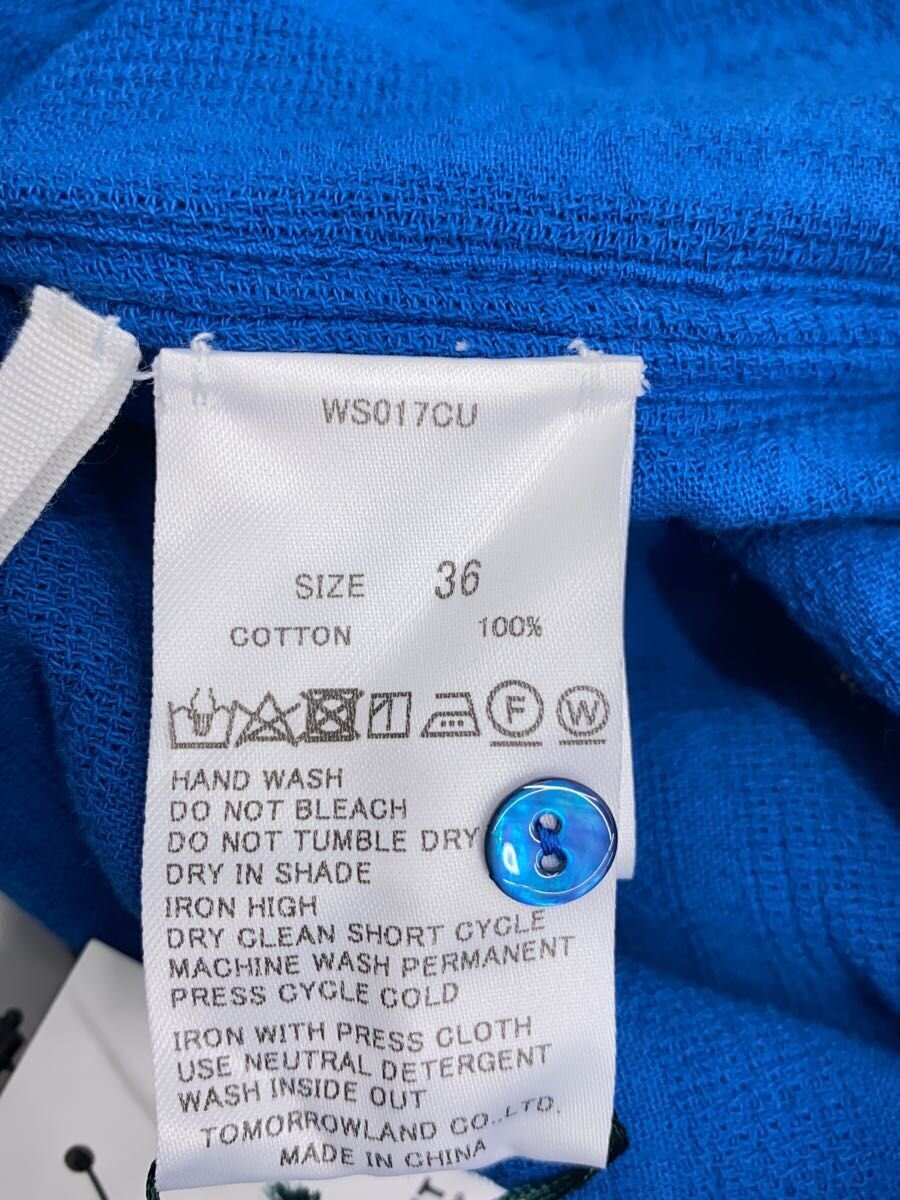 WS017CU
SIZE 36
COTTON 100%
F W
HAND WASH
DO NOT BLEACH
DO NOT TUMBLE DRY
DRY IN SHADE
IRON HIGH
DRY CLEAN SHORT CYCLE
MACHINE WASH PERMANENT
PRESS CYCLE COLD
IRON WITH PRESS CLOTH
USE NEUTRAL DETERGENT
WASH INSIDE OUT
TOMORROWLAND CO.,LTD.
MADE IN CHINA